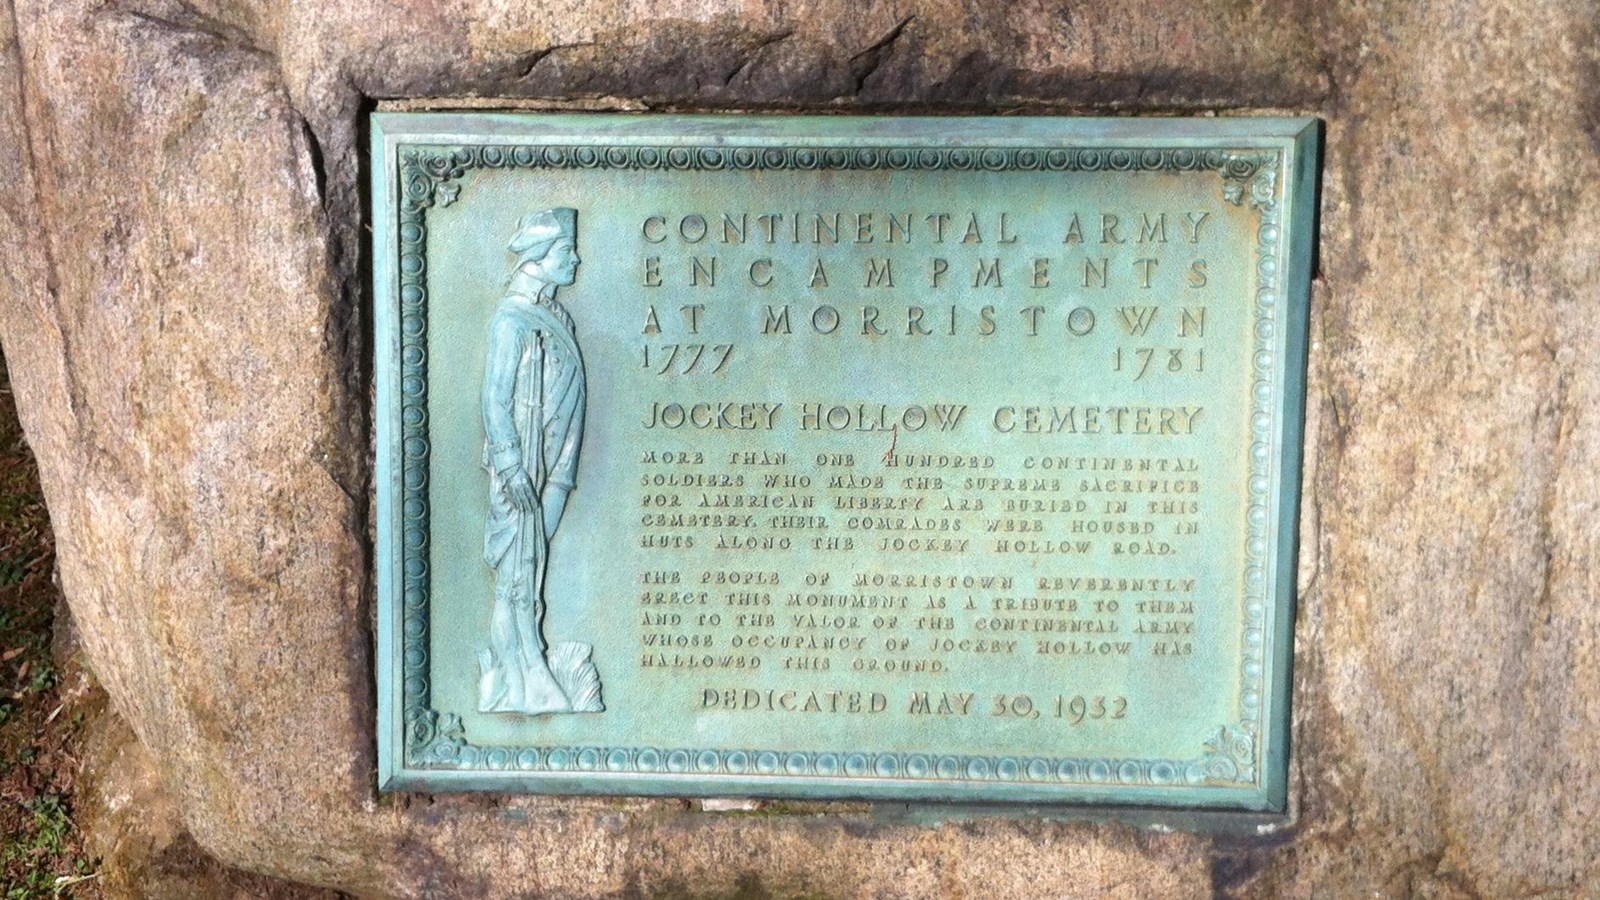 CONTINENTAL ARMY
ENCAMPMENTS
AT MORRISTOWN
1777 1781
JOCKEY HOLLOW CEMETERY
MORE THAN ONE HUNDRED CONTINENTAL
SOLDIERS WHO MADE THE SUPREME SACRIFICE
FOR AMERICAN LIBERTY ARE BURIED IN THIS
CEMETERY. THEIR COMRADES WERE HOUSED IN
HUTS ALONG THE JOCKEY HOLLOW ROAD.
THE PEOPLE OF MORRISTOWN REVERENTLY
ERECT THIS MONUMENT AS A TRIBUTE TO THEM
AND TO THE VALOR OF THE CONTINENTAL ARMY
WHOSE OCCUPANCY OF JOCKEY HOLLOW HAS
HALLOWED THIS GROUND.
DEDICATED MAY 30, 1932